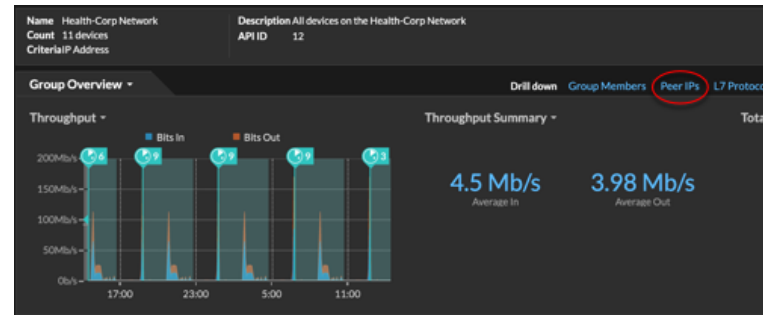 Name Health-Corp Network
Count 11 devices
CriteriaIP Address
Description All devices on the Health-Corp Network
API ID 12
Group Overview
Drill down Group Members Peer IPs L7 Protoco
Throughput
Bits In Bits Out
200Mb/s
150Mb/s
100Mb/s
50Mb/s
0b/s
6 9 9 9 3
17:00 23:00 5:00 11:00
Throughput Summary
4.5 Mb/s
Average In
3.98 Mb/s
Average Out
Tota